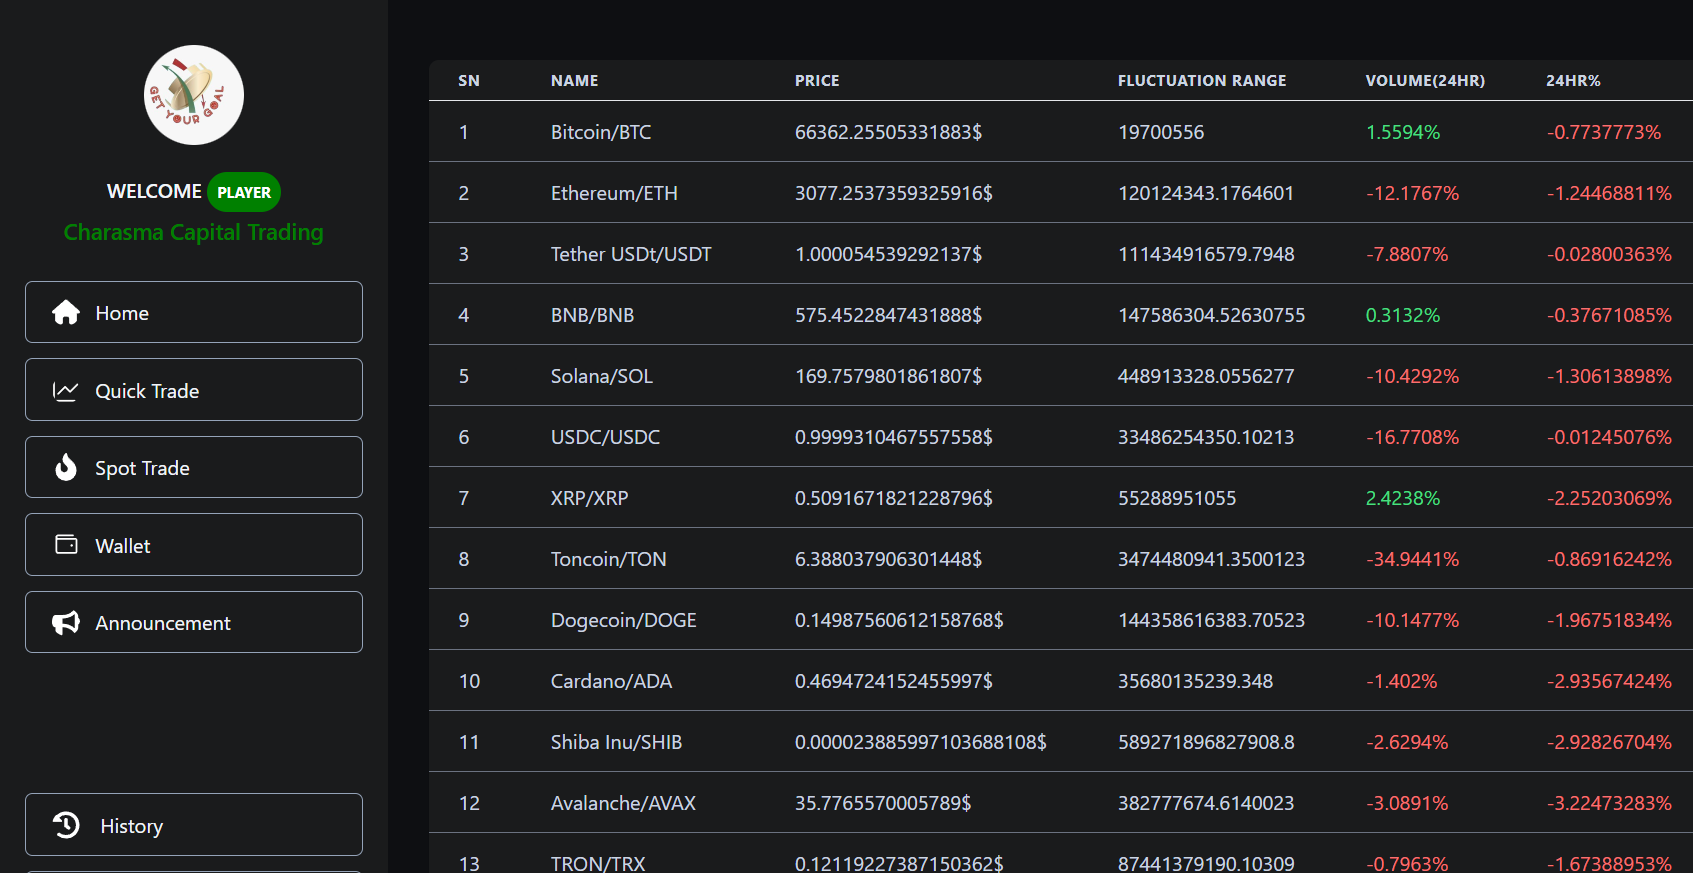 GET YOUR GOAL
WELCOME PLAYER
Charasma Capital Trading
Home
Quick Trade
Spot Trade
Wallet
Announcement
History
SN NAME PRICE FLUCTUATION RANGE VOLUME(24HR) 24HR%
1 Bitcoin/BTC 66362.25505331883$ 19700556 1.5594% -0.7737773%
2 Ethereum/ETH 3077.2537359325916$ 120124343.1764601 -12.1767% -1.24468811%
3 Tether USDt/USDT 1.000054539292137$ 111434916579.7948 -7.8807% -0.02800363%
4 BNB/BNB 575.4522847431888$ 147586304.52630755 0.3132% -0.37671085%
5 Solana/SOL 169.7579801861807$ 448913328.0556277 -10.4292% -1.30613898%
6 USDC/USDC 0.9999310467557558$ 33486254350.10213 -16.7708% -0.01245076%
7 XRP/XRP 0.5091671821228796$ 55288951055 2.4238% -2.25203069%
8 Toncoin/TON 6.388037906301448$ 3474480941.3500123 -34.9441% -0.86916242%
9 Dogecoin/DOGE 0.14987560612158768$ 144358616383.70523 -10.1477% -1.96751834%
10 Cardano/ADA 0.4694724152455997$ 35680135239.348 -1.402% -2.93567424%
11 Shiba Inu/SHIB 0.000023885997103688108$ 589271896827908.8 -2.6294% -2.92826704%
12 Avalanche/AVAX 35.7765570005789$ 382777674.6140023 -3.0891% -3.22473283%
13 TRON/TRX 0.12119227387150362$ 87441379190.10309 -0.7963% -1.67388953%